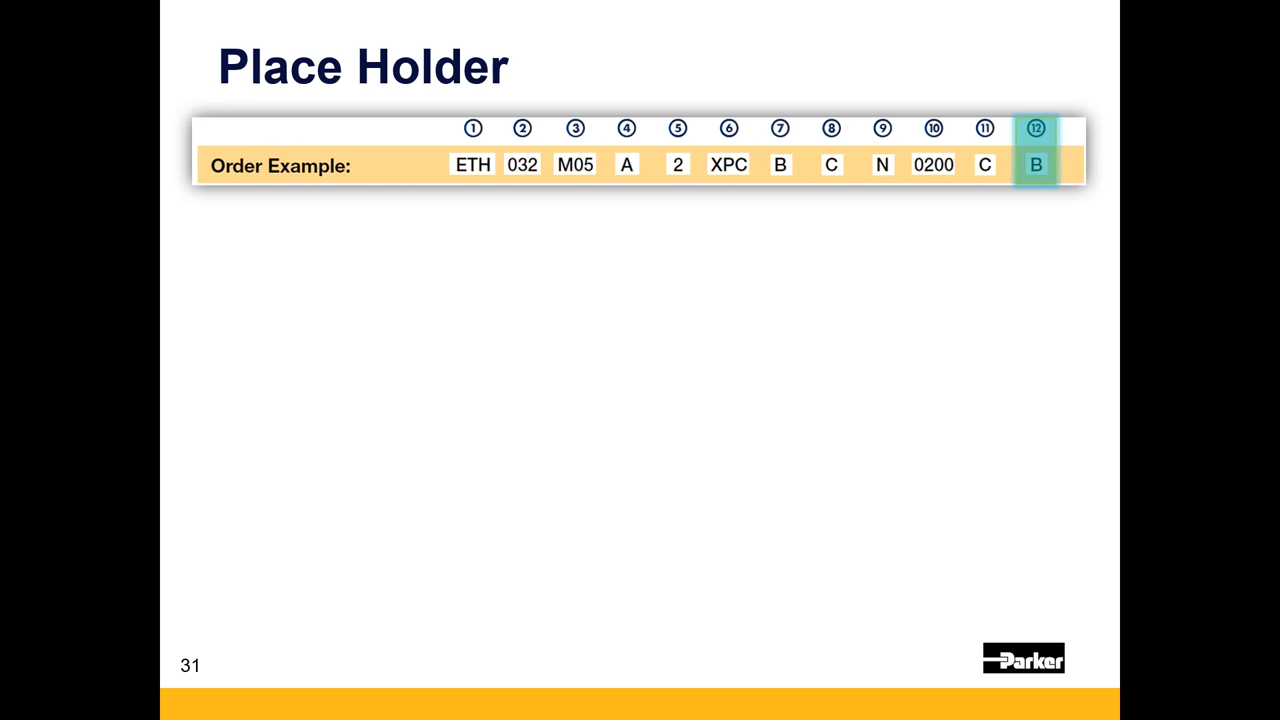 Place Holder
① ② ③ ④ ⑤ ⑥ ⑦ ⑧ ⑨ ⑩ ⑪ ⑫
Order Example: ETH 032 M05 A 2 XPC B C N 0200 C B
31
Parker